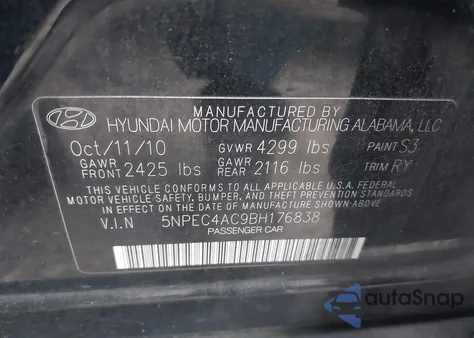 MANUFACTURED BY
HYUNDAI MOTOR MANUFACTURING ALABAMA, LLC
Oct/11/10 GVWR 4299 lbs PAINT S3
GAWR FRONT 2425 lbs GAWR REAR 2116 lbs TRIM RY
THIS VEHICLE CONFORMS TO ALL APPLICABLE U.S.A. FEDERAL
MOTOR VEHICLE SAFETY, BUMPER, AND THEFT PREVENTION STANDARDS
IN EFFECT ON THE DATE OF MANUFACTURE SHOWN ABOVE.
V.I.N 5NPEC4AC9BH176838
PASSENGER CAR
autoSnap